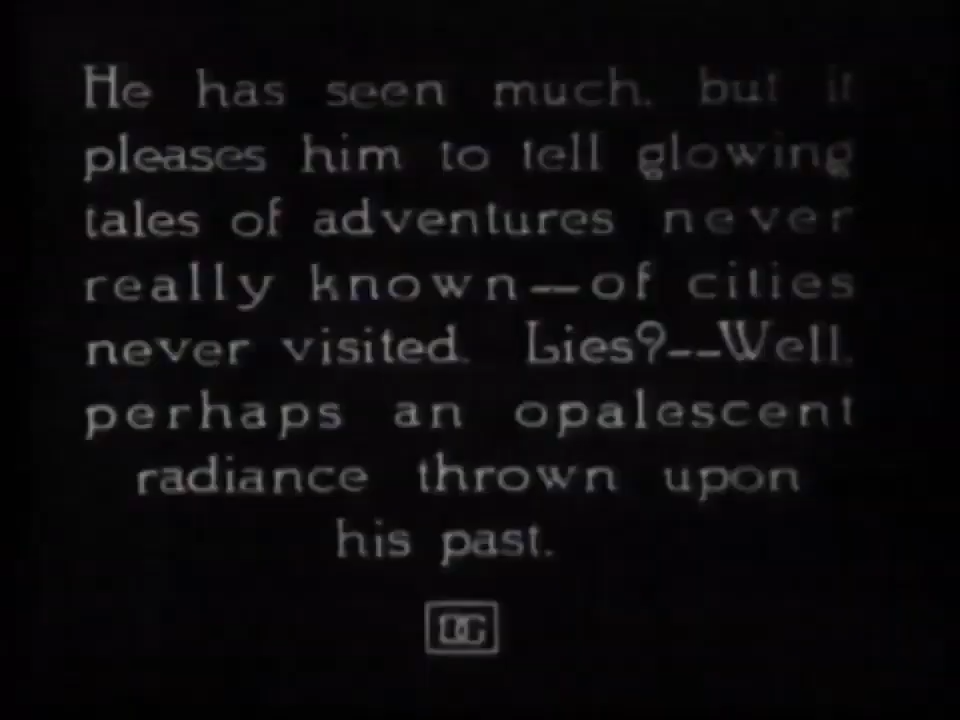 He has seen much, but it
pleases him to tell glowing
tales of adventures never
really known—of cities
never visited. Lies?--Well,
perhaps an opalescent
radiance thrown upon
his past.
DG